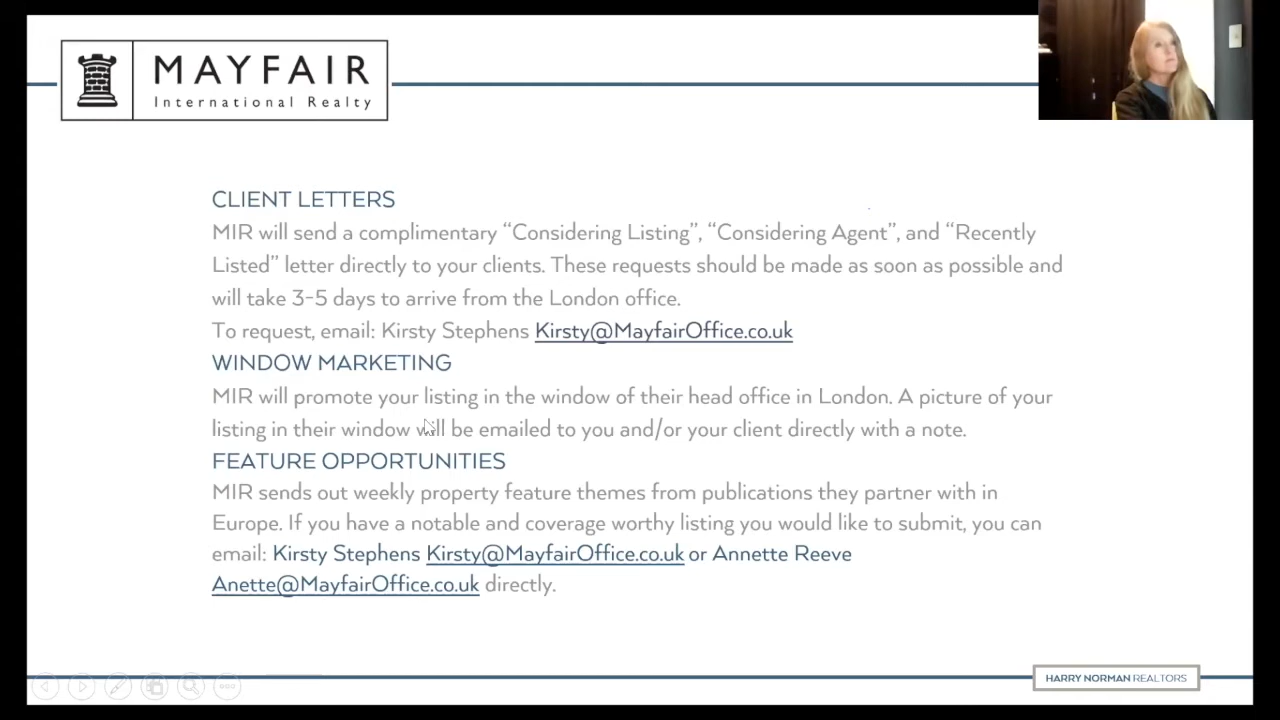 MAYFAIR
International Realty
CLIENT LETTERS
MIR will send a complimentary “Considering Listing”, “Considering Agent”, and “Recently
Listed” letter directly to your clients. These requests should be made as soon as possible and
will take 3-5 days to arrive from the London office.
To request, email: Kirsty Stephens Kirsty@MayfairOffice.co.uk
WINDOW MARKETING
MIR will promote your listing in the window of their head office in London. A picture of your
listing in their window will be emailed to you and/or your client directly with a note.
FEATURE OPPORTUNITIES
MIR sends out weekly property feature themes from publications they partner with in
Europe. If you have a notable and coverage worthy listing you would like to submit, you can
email: Kirsty Stephens Kirsty@MayfairOffice.co.uk or Annette Reeve
Anette@MayfairOffice.co.uk directly.
HARRY NORMAN REALTORS